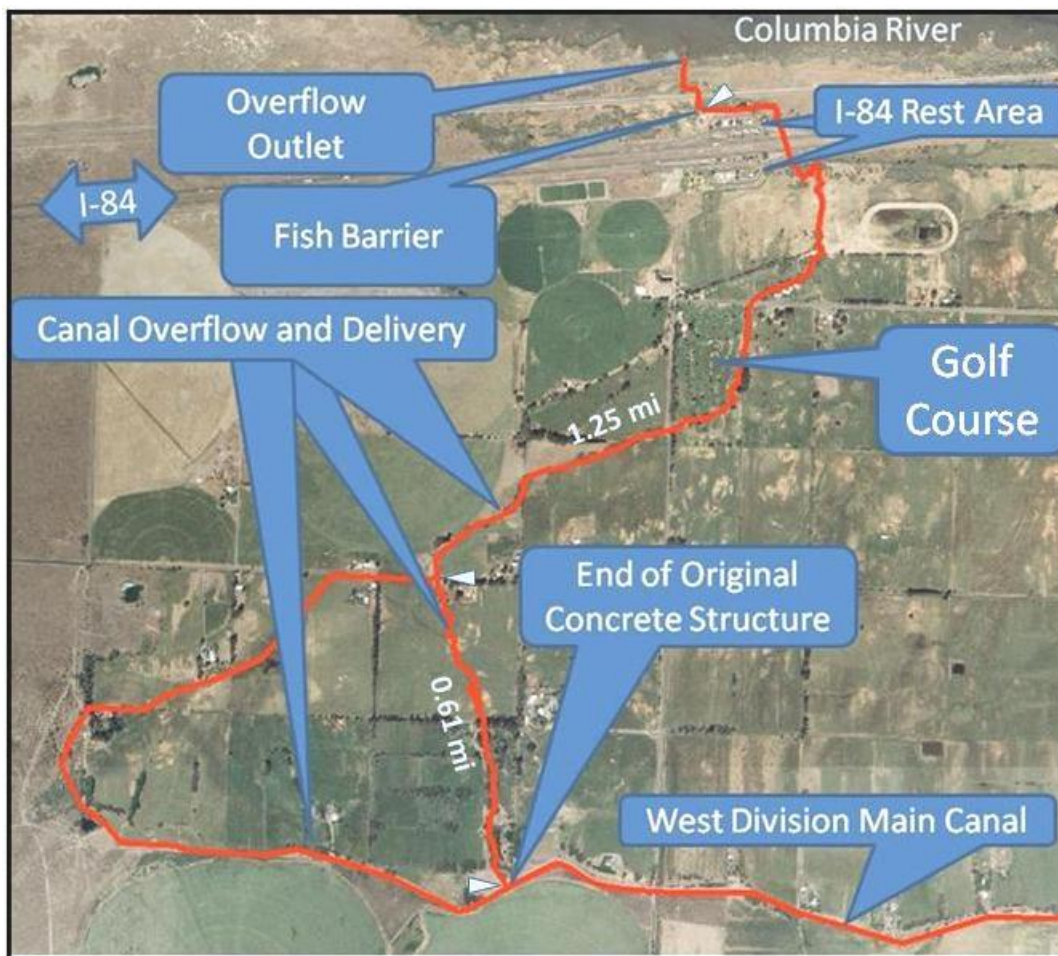 Columbia River
Overflow
Outlet
I-84 Rest Area
I-84
Fish Barrier
Canal Overflow and Delivery
Golf
Course
1.25 mi
End of Original
Concrete Structure
0.61 mi
West Division Main Canal